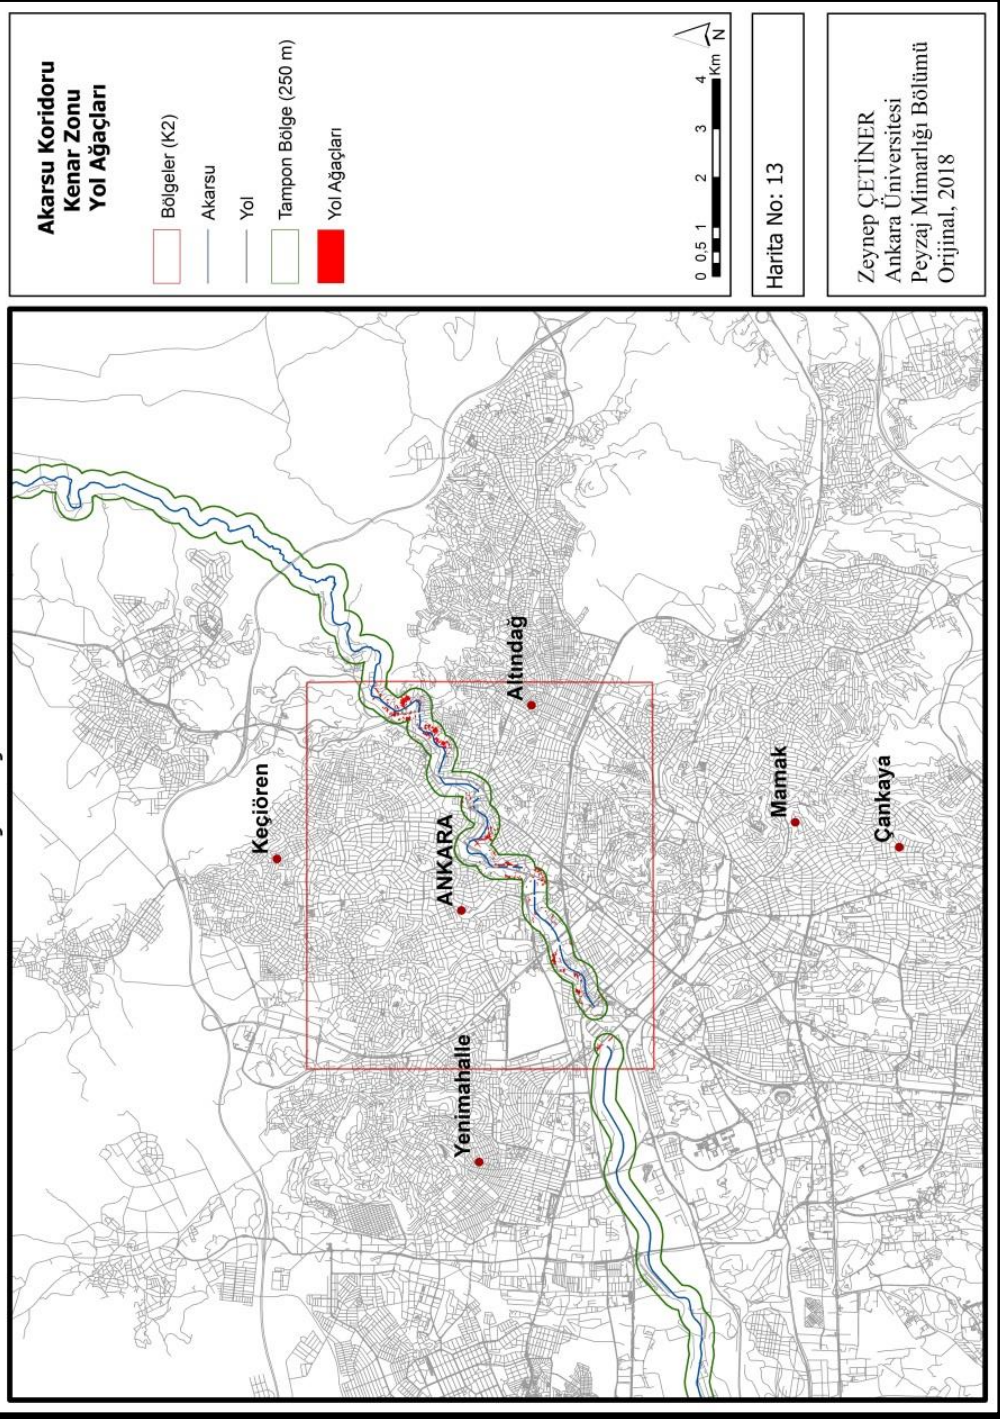 Akarsu Koridoru
Kenar Zonu
Yol Ağaçları
Bölgeler (K2)
Akarsu
Yol
Tampon Bölge (250 m)
Yol Ağaçları
0 0,5 1 2 3 4
Km
N
Harita No: 13
Zeynep ÇETİNER
Ankara Üniversitesi
Peyzaj Mimarlığı Bölümü
Orijinal, 2018
Keçiören
Altındağ
ANKARA
Yenimahalle
Mamak
Çankaya